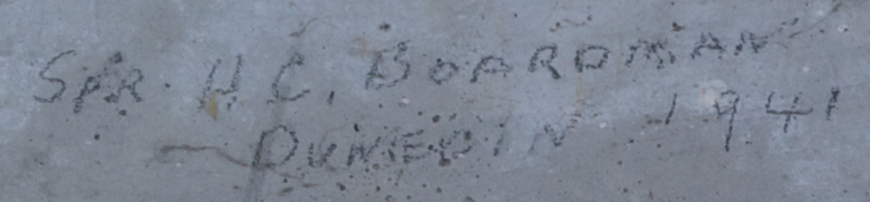 SPR. H. C. BOARDMAN
DUNEDIN 1941